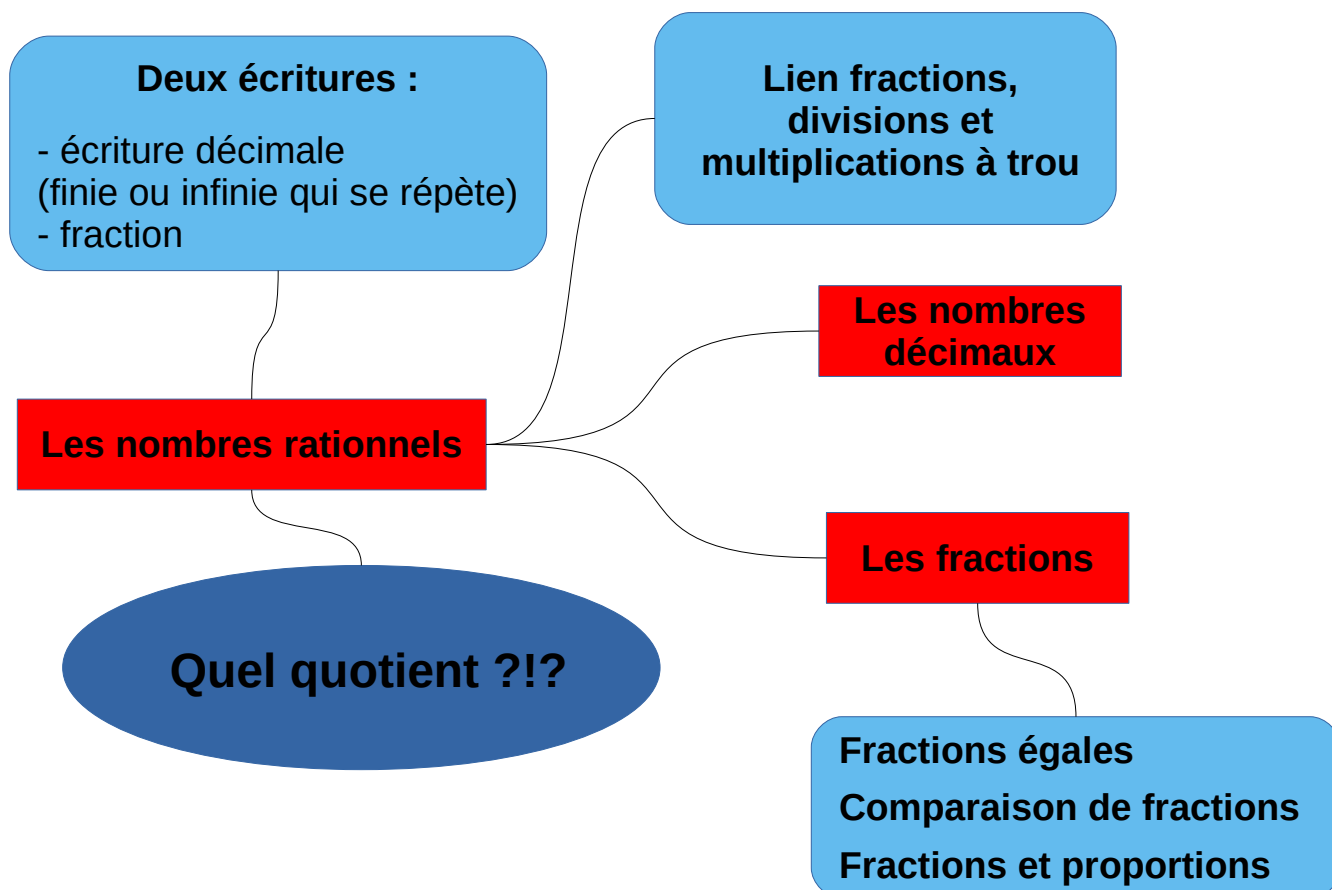 Deux écritures :
- écriture décimale
(finie ou infinie qui se répète)
- fraction
Lien fractions,
divisions et
multiplications à trou
Les nombres
décimaux
Les nombres rationnels
Les fractions
Quel quotient ?!?
Fractions égales
Comparaison de fractions
Fractions et proportions